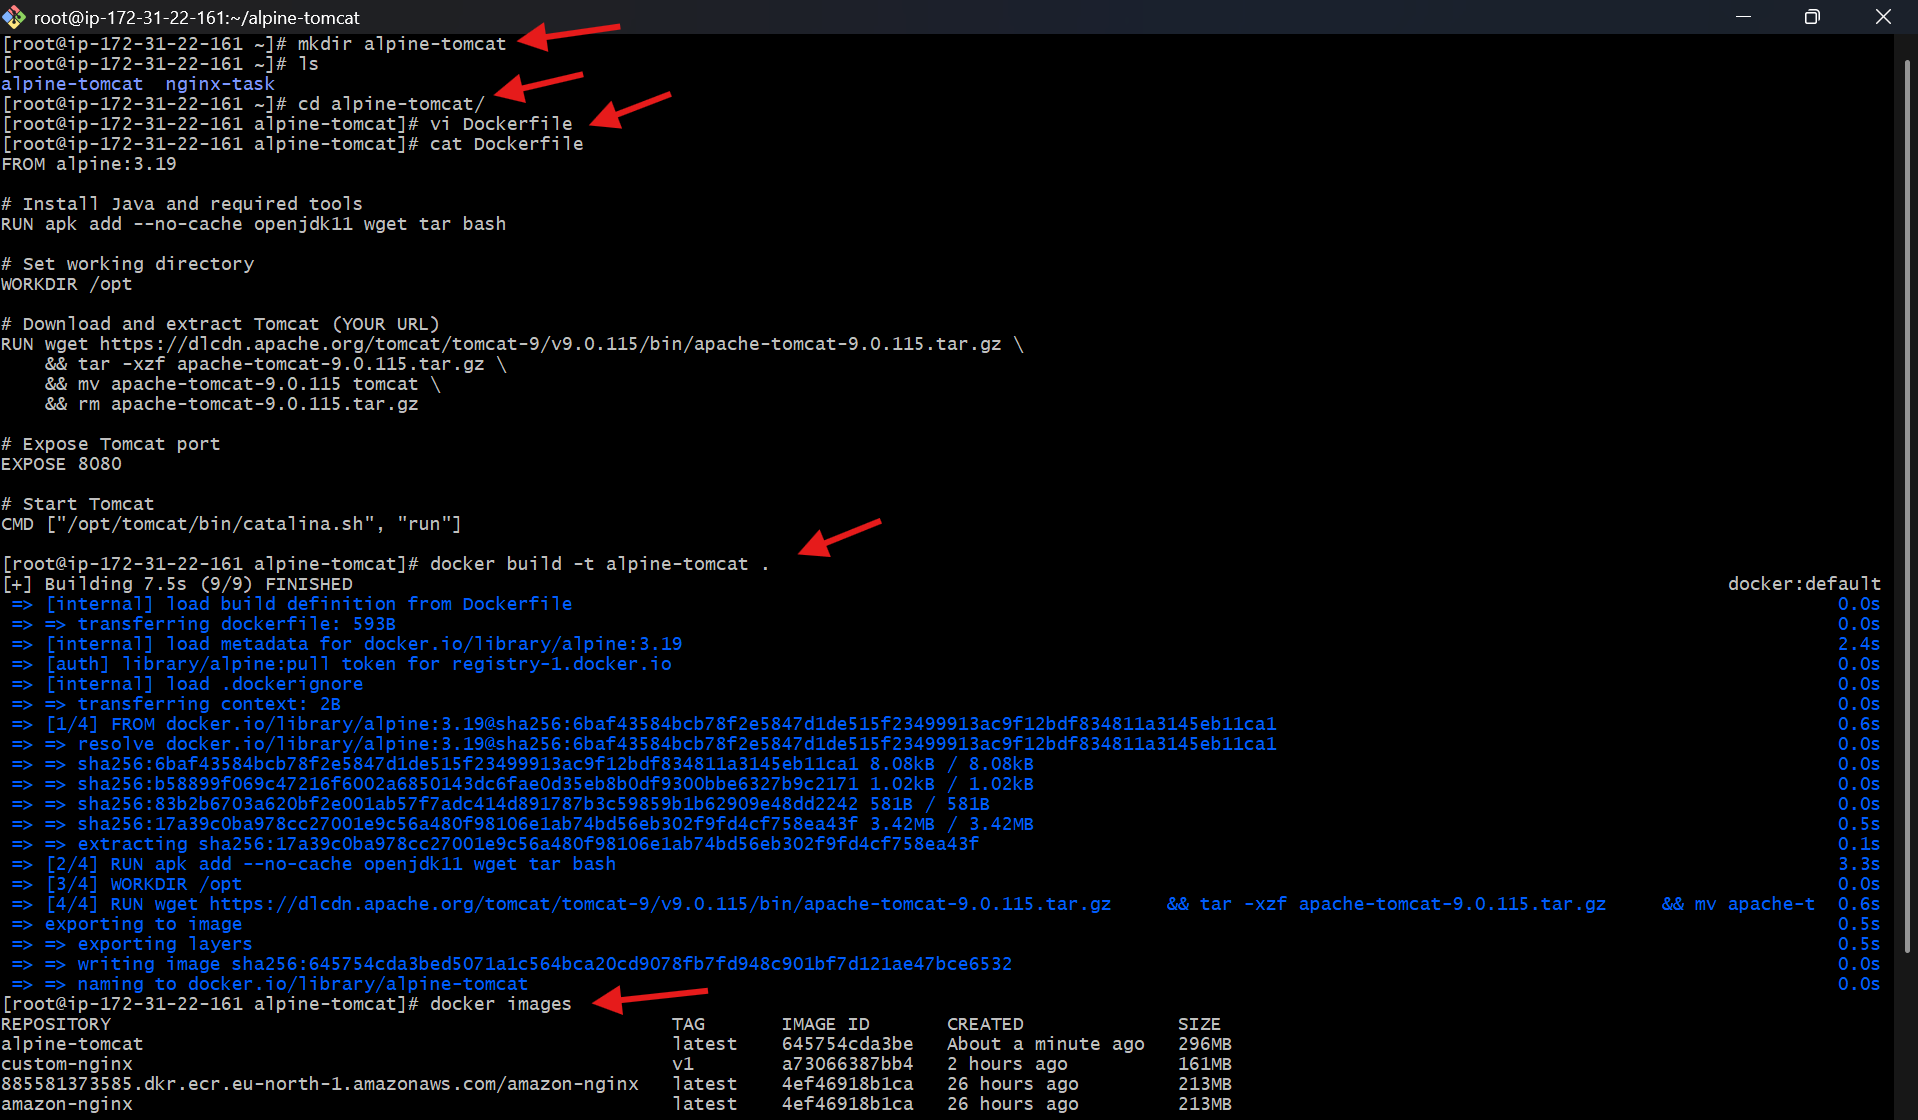 root@ip-172-31-22-161:~/alpine-tomcat
[root@ip-172-31-22-161 ~]# mkdir alpine-tomcat
[root@ip-172-31-22-161 ~]# ls
alpine-tomcat  nginx-task
[root@ip-172-31-22-161 ~]# cd alpine-tomcat/
[root@ip-172-31-22-161 alpine-tomcat]# vi Dockerfile
[root@ip-172-31-22-161 alpine-tomcat]# cat Dockerfile
FROM alpine:3.19
# Install Java and required tools
RUN apk add --no-cache openjdk11 wget tar bash
# Set working directory
WORKDIR /opt
# Download and extract Tomcat (YOUR URL)
RUN wget https://dlcdn.apache.org/tomcat/tomcat-9/v9.0.115/bin/apache-tomcat-9.0.115.tar.gz \
    && tar -xzf apache-tomcat-9.0.115.tar.gz \
    && mv apache-tomcat-9.0.115 tomcat \
    && rm apache-tomcat-9.0.115.tar.gz
# Expose Tomcat port
EXPOSE 8080
# Start Tomcat
CMD ["/opt/tomcat/bin/catalina.sh", "run"]
[root@ip-172-31-22-161 alpine-tomcat]# docker build -t alpine-tomcat .
[+] Building 7.5s (9/9) FINISHED docker:default
=> [internal] load build definition from Dockerfile 0.0s
=> => transferring dockerfile: 593B 0.0s
=> [internal] load metadata for docker.io/library/alpine:3.19 2.4s
=> [auth] library/alpine:pull token for registry-1.docker.io 0.0s
=> [internal] load .dockerignore 0.0s
=> => transferring context: 2B 0.0s
=> [1/4] FROM docker.io/library/alpine:3.19@sha256:6baf43584bcb78f2e5847d1de515f23499913ac9f12bdf834811a3145eb11ca1 0.6s
=> => resolve docker.io/library/alpine:3.19@sha256:6baf43584bcb78f2e5847d1de515f23499913ac9f12bdf834811a3145eb11ca1 0.0s
=> => sha256:6baf43584bcb78f2e5847d1de515f23499913ac9f12bdf834811a3145eb11ca1 8.08kB / 8.08kB 0.0s
=> => sha256:b58899f069c47216f6002a6850143dc6fae0d35eb8b0df9300bbe6327b9c2171 1.02kB / 1.02kB 0.0s
=> => sha256:83b2b6703a620bf2e001ab57f7adc414d891787b3c59859b1b62909e48dd2242 581B / 581B 0.0s
=> => sha256:17a39c0ba978cc27001e9c56a480f98106e1ab74bd56eb302f9fd4cf758ea43f 3.42MB / 3.42MB 0.5s
=> => extracting sha256:17a39c0ba978cc27001e9c56a480f98106e1ab74bd56eb302f9fd4cf758ea43f 0.1s
=> [2/4] RUN apk add --no-cache openjdk11 wget tar bash 3.3s
=> [3/4] WORKDIR /opt 0.0s
=> [4/4] RUN wget https://dlcdn.apache.org/tomcat/tomcat-9/v9.0.115/bin/apache-tomcat-9.0.115.tar.gz     && tar -xzf apache-tomcat-9.0.115.tar.gz     && mv apache-t 0.6s
=> exporting to image 0.5s
=> => exporting layers 0.5s
=> => writing image sha256:645754cda3bed5071a1c564bca20cd9078fb7fd948c901bf7d121ae47bce6532 0.0s
=> => naming to docker.io/library/alpine-tomcat 0.0s
[root@ip-172-31-22-161 alpine-tomcat]# docker images
REPOSITORY TAG IMAGE ID CREATED SIZE
alpine-tomcat latest 645754cda3be About a minute ago 296MB
custom-nginx v1 a73066387bb4 2 hours ago 161MB
885581373585.dkr.ecr.eu-north-1.amazonaws.com/amazon-nginx latest 4ef46918b1ca 26 hours ago 213MB
amazon-nginx latest 4ef46918b1ca 26 hours ago 213MB